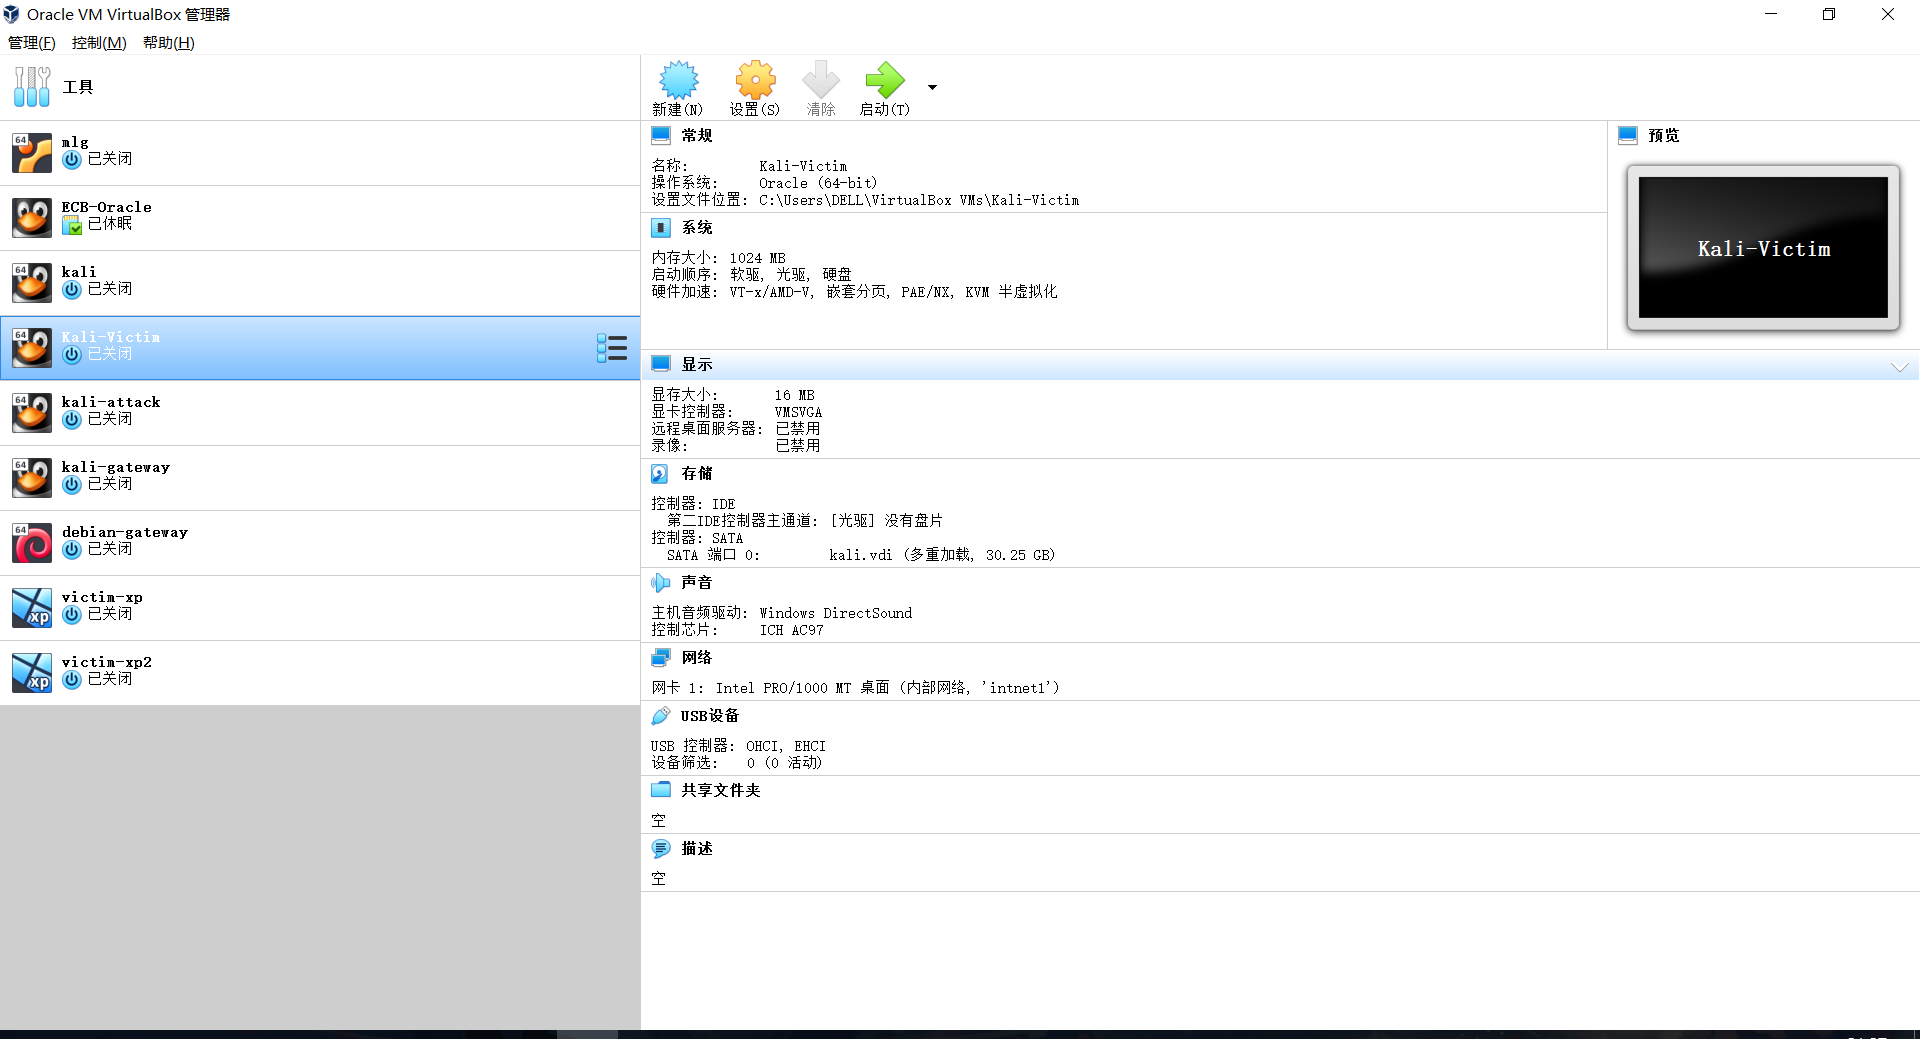 Oracle VM VirtualBox 管理器
管理(F) 控制(M) 帮助(H)
工具
64 mlg
已关闭
ECB-Oracle
已休眠
64 kali
已关闭
64 Kali-Victim
已关闭
64 kali-attack
已关闭
64 kali-gateway
已关闭
64 debian-gateway
已关闭
victim-xp
xp 已关闭
victim-xp2
xp 已关闭
新建(N) 设置(S) 清除 启动(T)
常规
名称: Kali-Victim
操作系统: Oracle (64-bit)
设置文件位置: C:\Users\DELL\VirtualBox VMs\Kali-Victim
系统
内存大小: 1024 MB
启动顺序: 软驱, 光驱, 硬盘
硬件加速: VT-x/AMD-V, 嵌套分页, PAE/NX, KVM 半虚拟化
预览
Kali-Victim
显示
显存大小: 16 MB
显卡控制器: VMSVGA
远程桌面服务器: 已禁用
录像: 已禁用
存储
控制器: IDE
第二IDE控制器主通道: [光驱] 没有盘片
控制器: SATA
SATA 端口 0: kali.vdi (多重加载, 30.25 GB)
声音
主机音频驱动: Windows DirectSound
控制芯片: ICH AC97
网络
网卡 1: Intel PRO/1000 MT 桌面 (内部网络, 'intnet1')
USB设备
USB 控制器: OHCI, EHCI
设备筛选: 0 (0 活动)
共享文件夹
空
描述
空